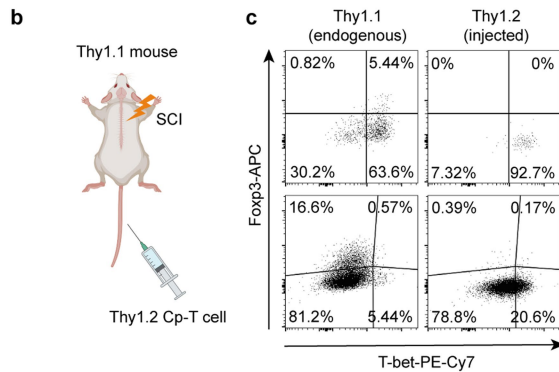 b
Thy1.1 mouse
SCI
Thy1.2 Cp-T cell
c
Thy1.1
(endogenous)
Thy1.2
(injected)
Foxp3-APC
0.82% 5.44%
30.2% 63.6%
0% 0%
7.32% 92.7%
16.6% 0.57%
81.2% 5.44%
0.39% 0.17%
78.8% 20.6%
T-bet-PE-Cy7